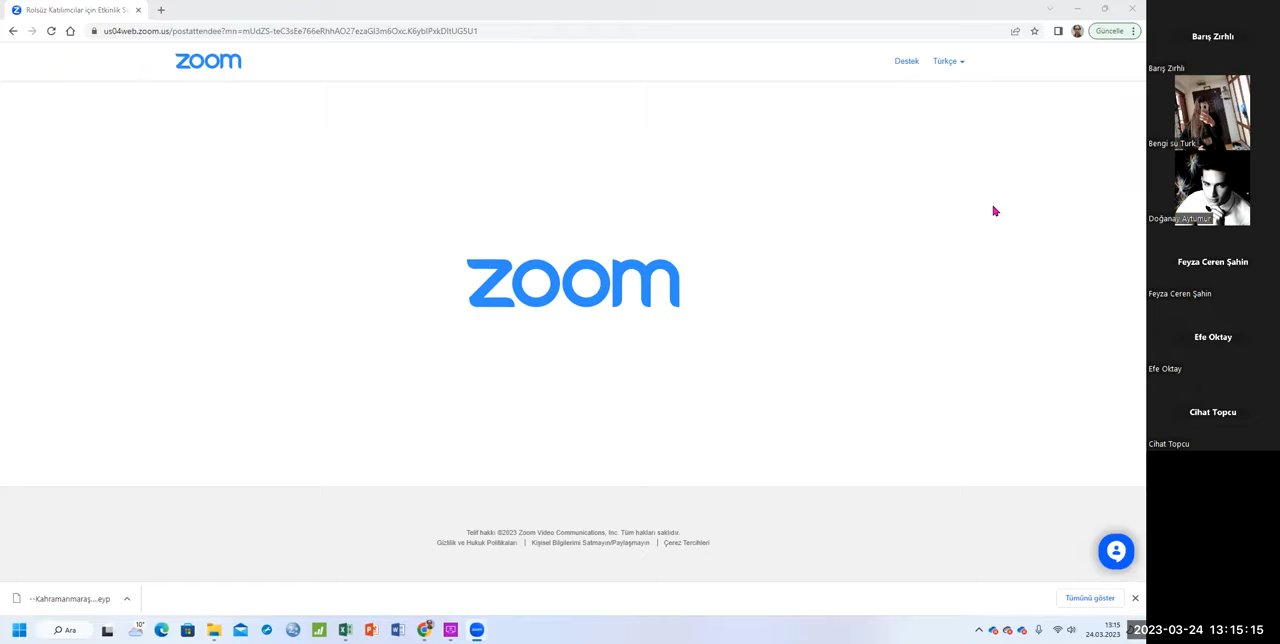 Rolsüz Katılımcılar için Etkinlik S
us04web.zoom.us/postattendee?mn=mUdZS-teC3sEe766eRhhAO27ezaGl3m6Oxc.K6yblPxkDltUG5U1
Güncelle
zoom
Destek
Türkçe
zoom
Telif hakkı ©2023 Zoom Video Communications, Inc. Tüm hakları saklıdır.
Gizlilik ve Hukuk Politikaları | Kişisel Bilgilerimi Satmayın/Paylaşmayın | Çerez Tercihleri
--Kahramanmaraş....eyp
Tümünü göster
10°
Ara
13:15
24.03.2023
Barış Zırhlı
Barış Zırhlı
Bengi su Turk
Doğanay Aytumur
Feyza Ceren Şahin
Feyza Ceren Şahin
Efe Oktay
Efe Oktay
Cihat Topcu
Cihat Topcu
2023-03-24 13:15:15